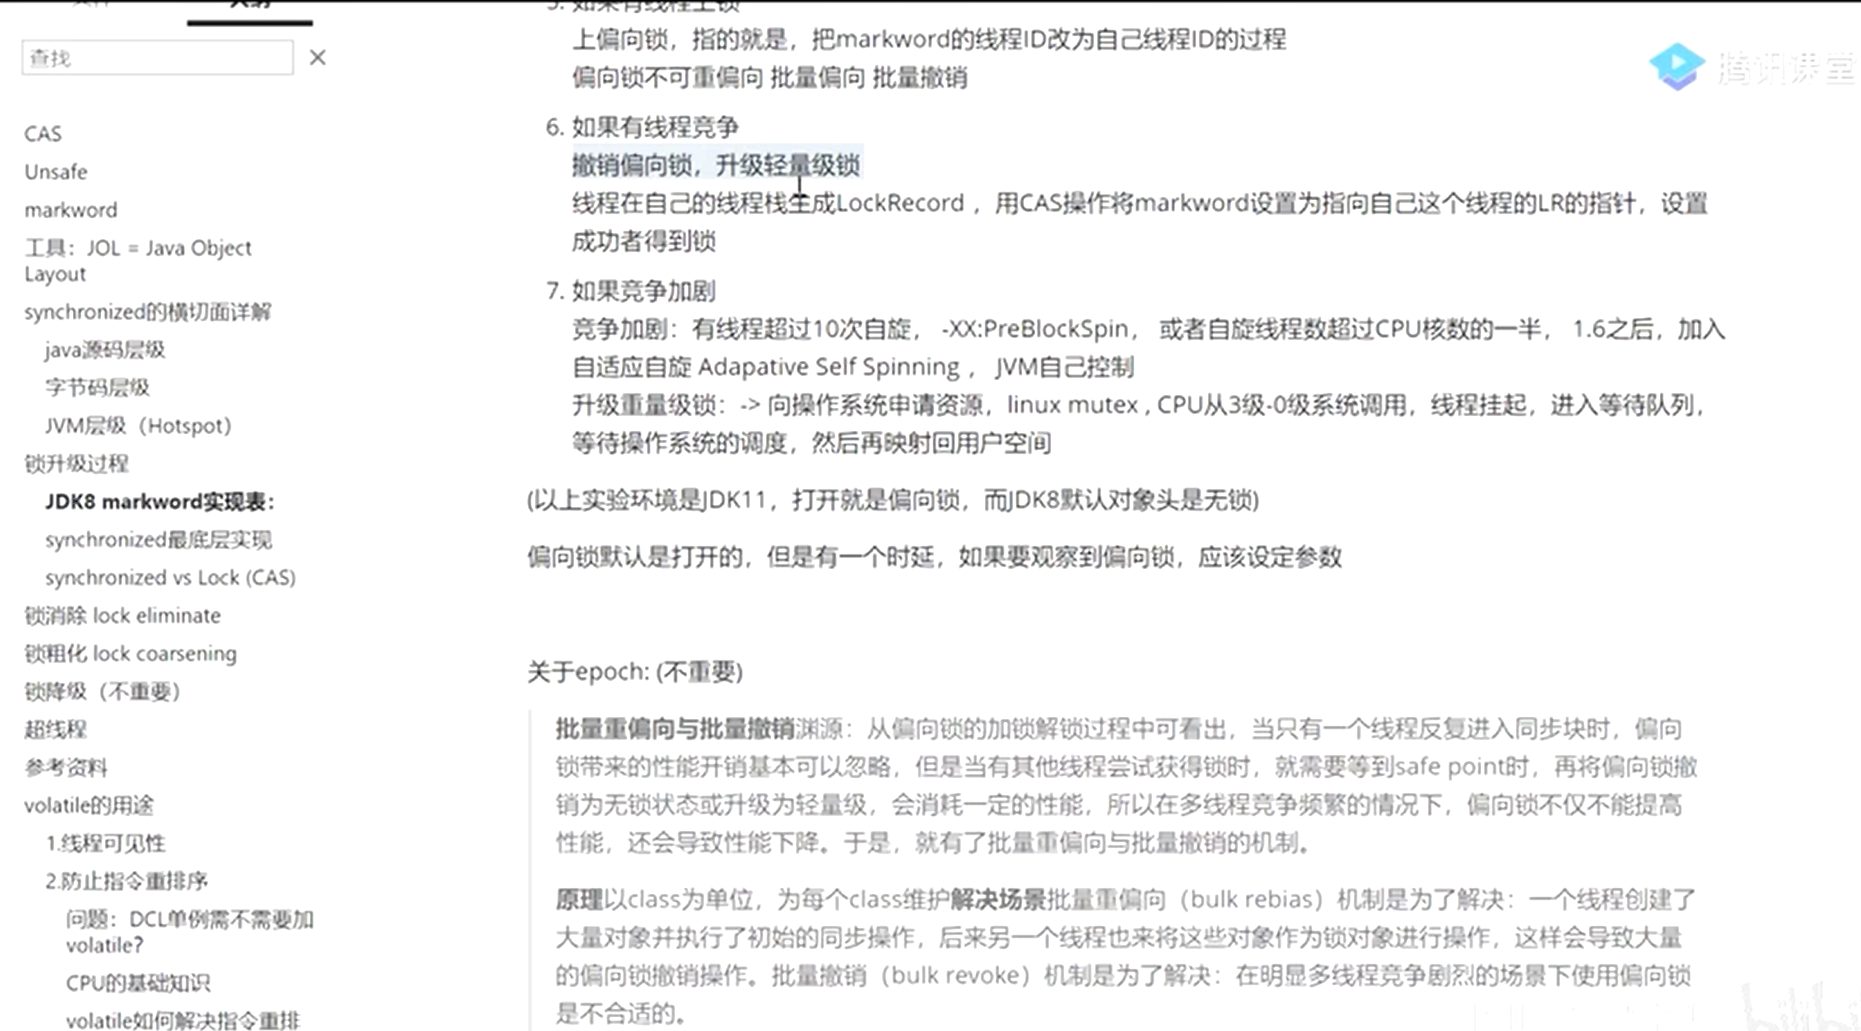 查找
CAS
Unsafe
markword
工具：JOL = Java Object
Layout
synchronized的横切面详解
java源码层级
字节码层级
JVM层级（Hotspot）
锁升级过程
JDK8 markword实现表：
synchronized最底层实现
synchronized vs Lock (CAS)
锁消除 lock eliminate
锁粗化 lock coarsening
锁降级（不重要）
超线程
参考资料
volatile的用途
1.线程可见性
2.防止指令重排序
问题：DCL单例需不需要加
volatile?
CPU的基础知识
volatile如何解决指令重排
5. 如果有线程上锁
上偏向锁，指的就是，把markword的线程ID改为自己线程ID的过程
偏向锁不可重偏向 批量偏向 批量撤销
6. 如果有线程竞争
撤销偏向锁，升级轻量级锁
线程在自己的线程栈生成LockRecord ，用CAS操作将markword设置为指向自己这个线程的LR的指针，设置
成功者得到锁
7. 如果竞争加剧
竞争加剧：有线程超过10次自旋， -XX:PreBlockSpin， 或者自旋线程数超过CPU核数的一半， 1.6之后，加入
自适应自旋 Adapative Self Spinning ， JVM自己控制
升级重量级锁：-> 向操作系统申请资源，linux mutex , CPU从3级-0级系统调用，线程挂起，进入等待队列，
等待操作系统的调度，然后再映射回用户空间
(以上实验环境是JDK11，打开就是偏向锁，而JDK8默认对象头是无锁)
偏向锁默认是打开的，但是有一个时延，如果要观察到偏向锁，应该设定参数
关于epoch: (不重要)
批量重偏向与批量撤销渊源：从偏向锁的加锁解锁过程中可看出，当只有一个线程反复进入同步块时，偏向
锁带来的性能开销基本可以忽略，但是当有其他线程尝试获得锁时，就需要等到safe point时，再将偏向锁撤
销为无锁状态或升级为轻量级，会消耗一定的性能，所以在多线程竞争频繁的情况下，偏向锁不仅不能提高
性能，还会导致性能下降。于是，就有了批量重偏向与批量撤销的机制。
原理以class为单位，为每个class维护解决场景批量重偏向（bulk rebias）机制是为了解决：一个线程创建了
大量对象并执行了初始的同步操作，后来另一个线程也来将这些对象作为锁对象进行操作，这样会导致大量
的偏向锁撤销操作。批量撤销（bulk revoke）机制是为了解决：在明显多线程竞争剧烈的场景下使用偏向锁
是不合适的。
腾讯课堂